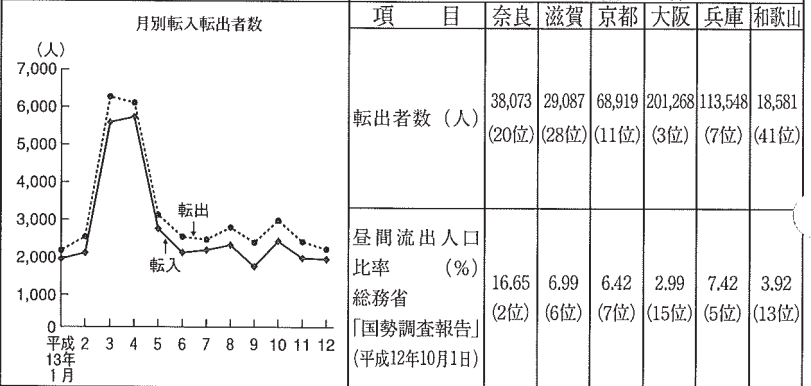 月別転入転出者数
（人）
7,000
6,000
5,000
4,000
3,000
2,000
1,000
0
転出
転入
平成 2 3 4 5 6 7 8 9 10 11 12
13年
1月
項 目 奈良 滋賀 京都 大阪 兵庫 和歌山
転出者数（人） 38,073 29,087 68,919 201,268 113,548 18,581
(20位) (28位) (11位) (3位) (7位) (41位)
昼間流出人口
比率 （%）
総務省
「国勢調査報告」
(平成12年10月1日)
16.65 6.99 6.42 2.99 7.42 3.92
(2位) (6位) (7位) (15位) (5位) (13位)